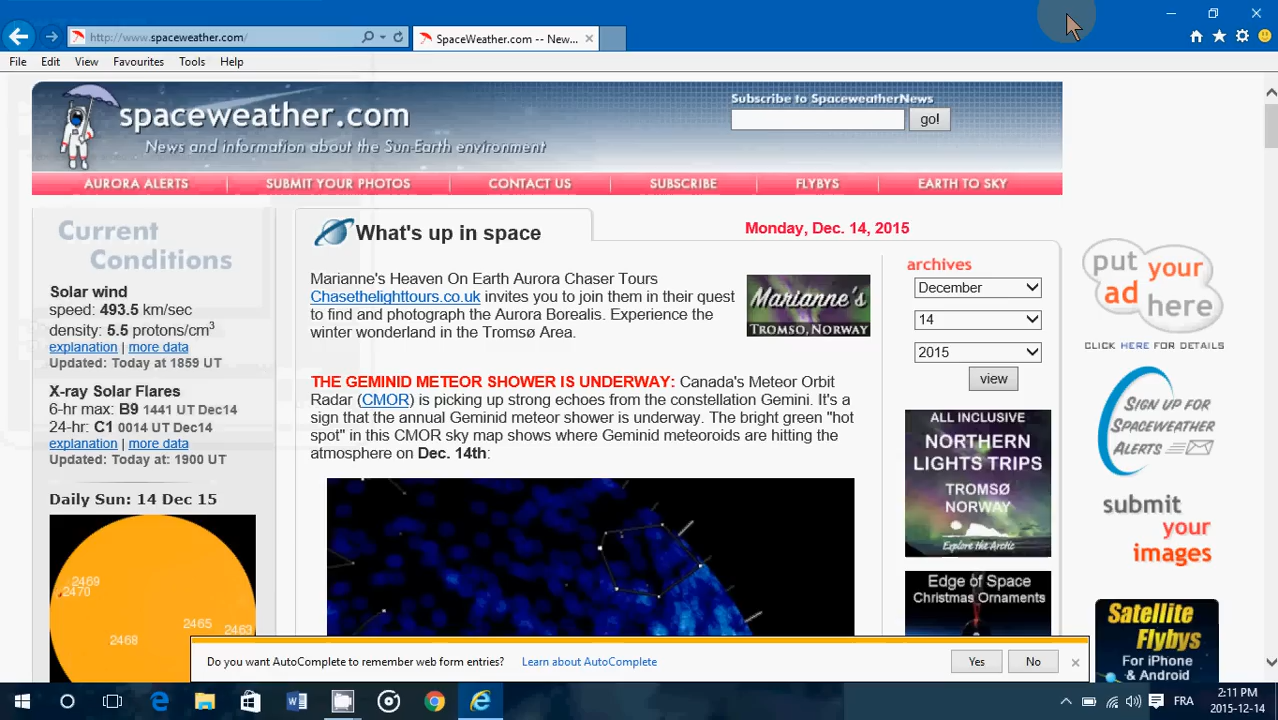 http://www.spaceweather.com/
SpaceWeather.com -- New...
File Edit View Favourites Tools Help
spaceweather.com
News and information about the Sun-Earth environment
Subscribe to SpaceweatherNews
go!
AURORA ALERTS SUBMIT YOUR PHOTOS CONTACT US SUBSCRIBE FLYBYS EARTH TO SKY
Current
Conditions
Solar wind
speed: 493.5 km/sec
density: 5.5 protons/cm3
explanation | more data
Updated: Today at 1859 UT
X-ray Solar Flares
6-hr max: B9 1441 UT Dec14
24-hr: C1 0014 UT Dec14
explanation | more data
Updated: Today at: 1900 UT
Daily Sun: 14 Dec 15
2469
2470
2465
2463
2468
What's up in space
Monday, Dec. 14, 2015
Marianne's Heaven On Earth Aurora Chaser Tours
Chasethelighttours.co.uk invites you to join them in their quest
to find and photograph the Aurora Borealis. Experience the
winter wonderland in the Tromsø Area.
Marianne's
TROMSO, NORWAY
THE GEMINID METEOR SHOWER IS UNDERWAY: Canada's Meteor Orbit
Radar (CMOR) is picking up strong echoes from the constellation Gemini. It's a
sign that the annual Geminid meteor shower is underway. The bright green "hot
spot" in this CMOR sky map shows where Geminid meteoroids are hitting the
atmosphere on Dec. 14th:
archives
December
14
2015
view
ALL INCLUSIVE
NORTHERN
LIGHTS TRIPS
TROMSØ
NORWAY
Explore the Arctic
Edge of Space
Christmas Ornaments
put your
ad here
CLICK HERE FOR DETAILS
SIGN UP FOR
SPACEWEATHER
ALERTS
submit
your
images
Satellite
Flybys
For iPhone
& Android
Do you want AutoComplete to remember web form entries? Learn about AutoComplete Yes No
FRA
2:11 PM
2015-12-14